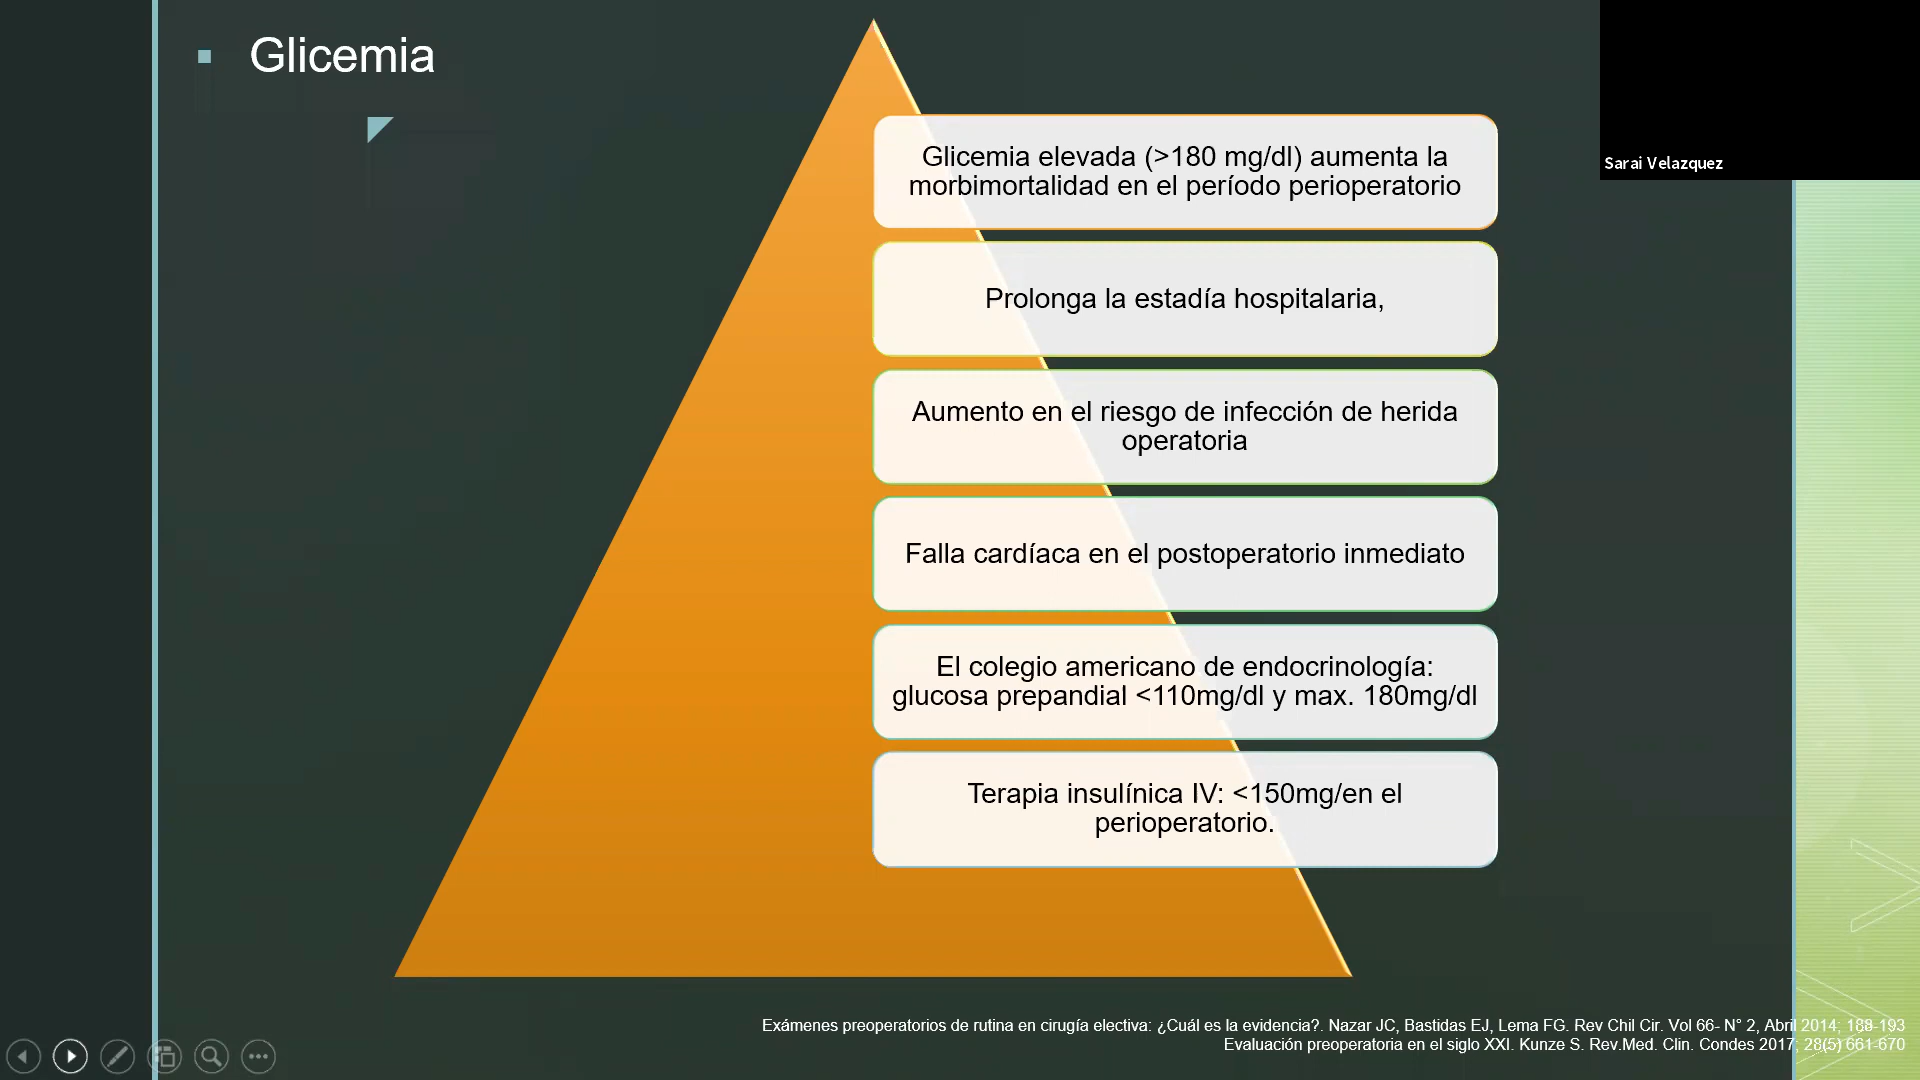 Glicemia
Sarai Velazquez
Glicemia elevada (>180 mg/dl) aumenta la
morbimortalidad en el período perioperatorio
Prolonga la estadía hospitalaria,
Aumento en el riesgo de infección de herida
operatoria
Falla cardíaca en el postoperatorio inmediato
El colegio americano de endocrinología:
glucosa prepandial <110mg/dl y max. 180mg/dl
Terapia insulínica IV: <150mg/en el
perioperatorio.
Exámenes preoperatorios de rutina en cirugía electiva: ¿Cuál es la evidencia?. Nazar JC, Bastidas EJ, Lema FG. Rev Chil Cir. Vol 66- N° 2, Abril 2014; 188-193
Evaluación preoperatoria en el siglo XXI. Kunze S. Rev.Med. Clin. Condes 2017; 28(5) 661-670